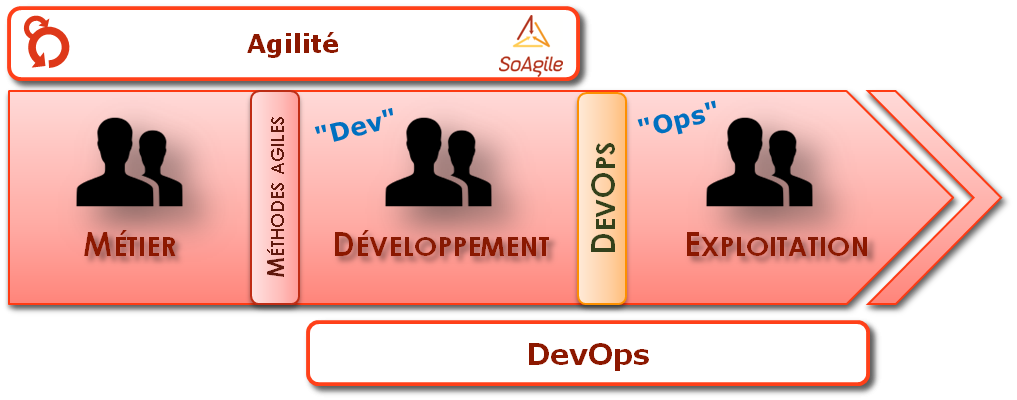 Agilité
SoAgile
MÉTIER
MÉTHODES AGILES
"Dev"
DÉVELOPPEMENT
DEVOPS
"Ops"
EXPLOITATION
DevOps